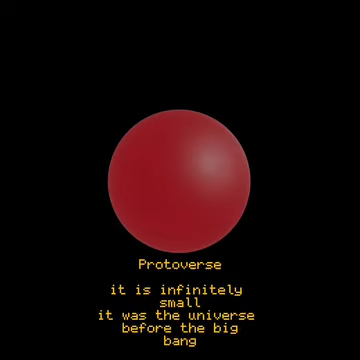 Protoverse
it is infinitely
small
it was the universe
before the big
bang